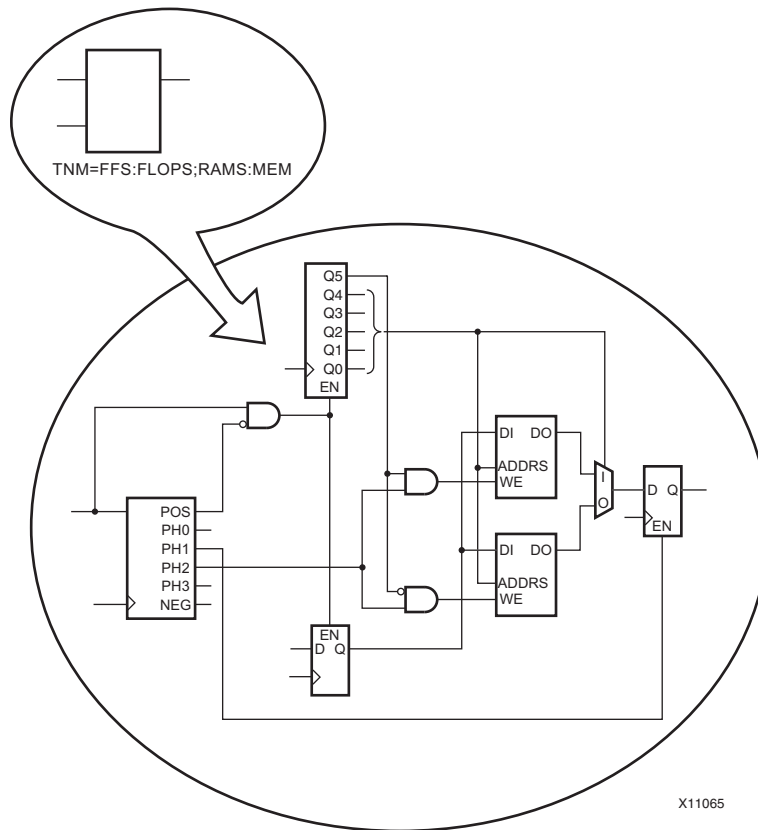 TNM=FFS:FLOPS;RAMS:MEM
Q5
Q4
Q3
Q2
Q1
Q0
EN
DI DO
ADDRS
WE
I
O
D Q
EN
POS
PH0
PH1
PH2
PH3
NEG
DI DO
ADDRS
WE
EN
D Q
X11065